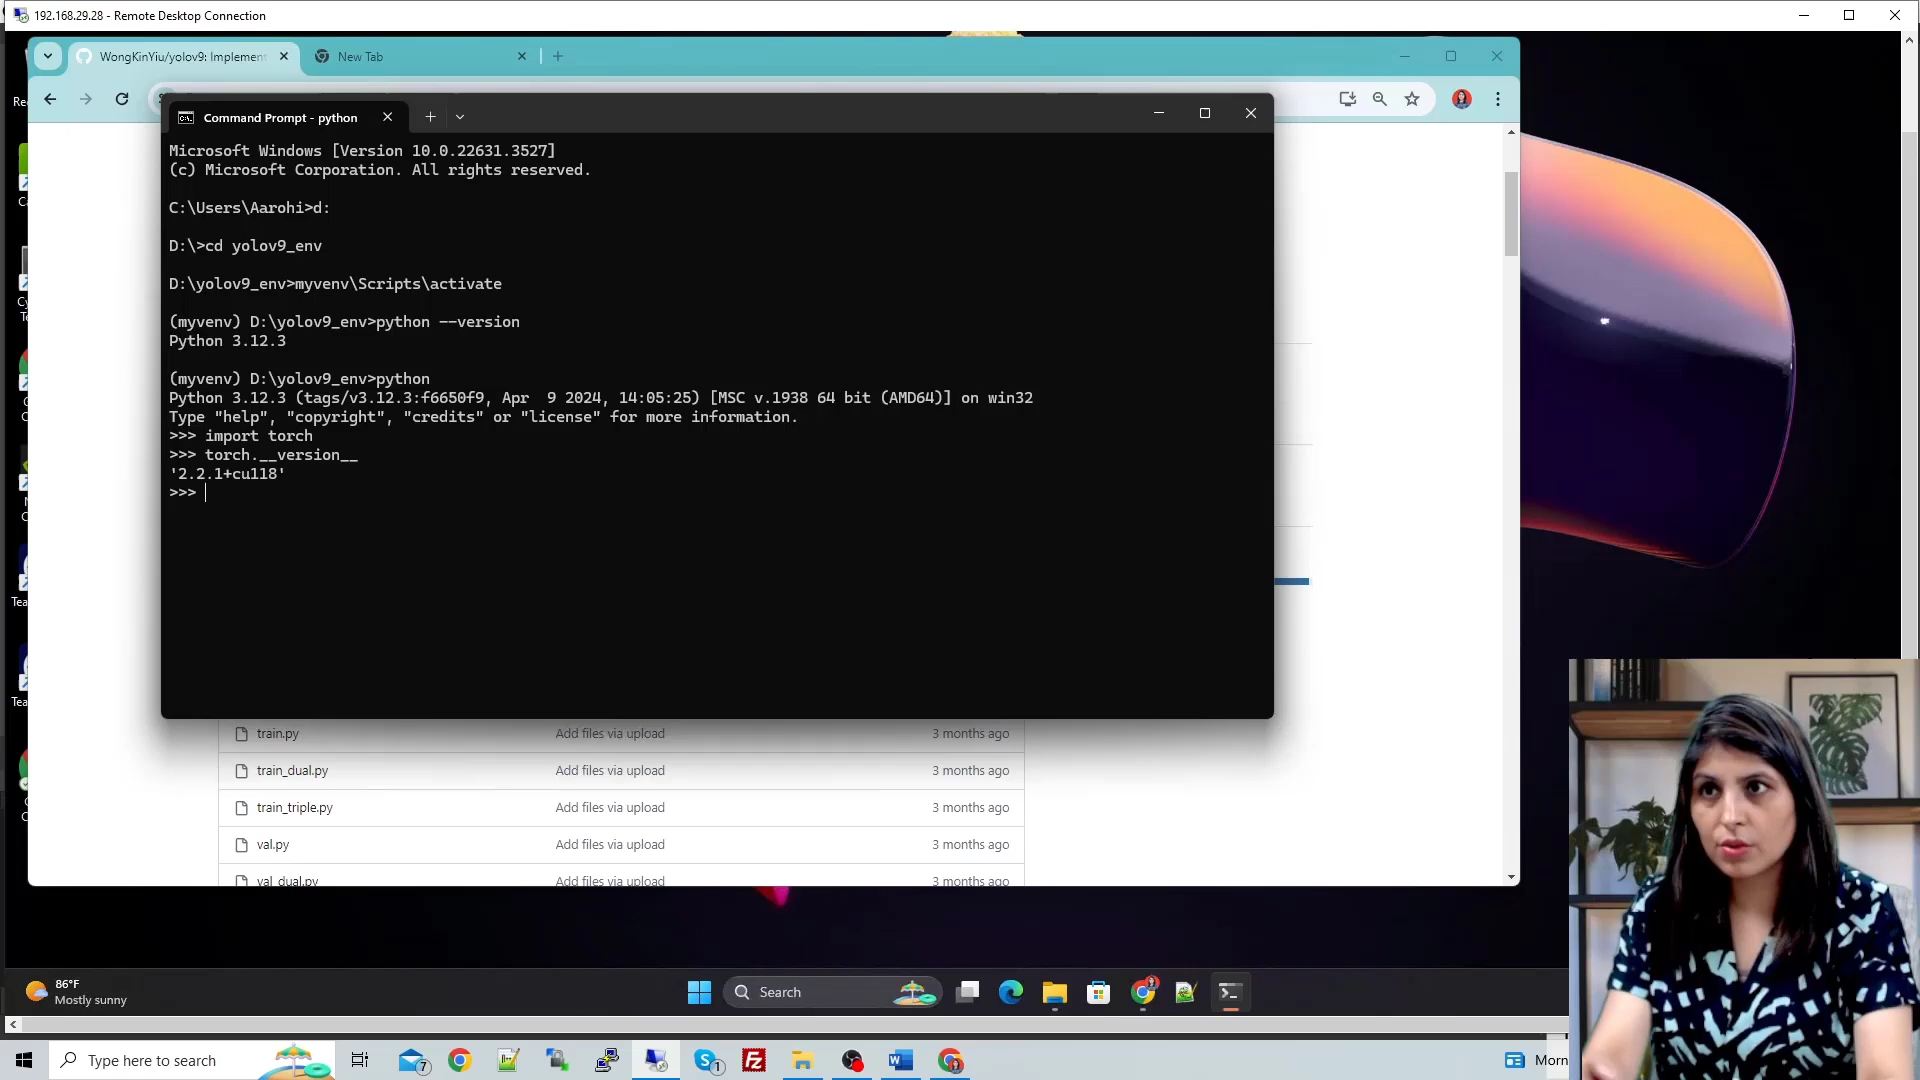 192.168.29.28 - Remote Desktop Connection
WongKinYiu/yolov9: Implement
New Tab
Command Prompt - python
Microsoft Windows [Version 10.0.22631.3527]
(c) Microsoft Corporation. All rights reserved.
C:\Users\Aarohi>d:
D:\>cd yolov9_env
D:\yolov9_env>myvenv\Scripts\activate
(myvenv) D:\yolov9_env>python --version
Python 3.12.3
(myvenv) D:\yolov9_env>python
Python 3.12.3 (tags/v3.12.3:f6650f9, Apr  9 2024, 14:05:25) [MSC v.1938 64 bit (AMD64)] on win32
Type "help", "copyright", "credits" or "license" for more information.
>>> import torch
>>> torch.__version__
'2.2.1+cu118'
>>>
train.py Add files via upload 3 months ago
train_dual.py Add files via upload 3 months ago
train_triple.py Add files via upload 3 months ago
val.py Add files via upload 3 months ago
val_dual.py Add files via upload 3 months ago
86°F
Mostly sunny
Search
Type here to search
7
1
Morn